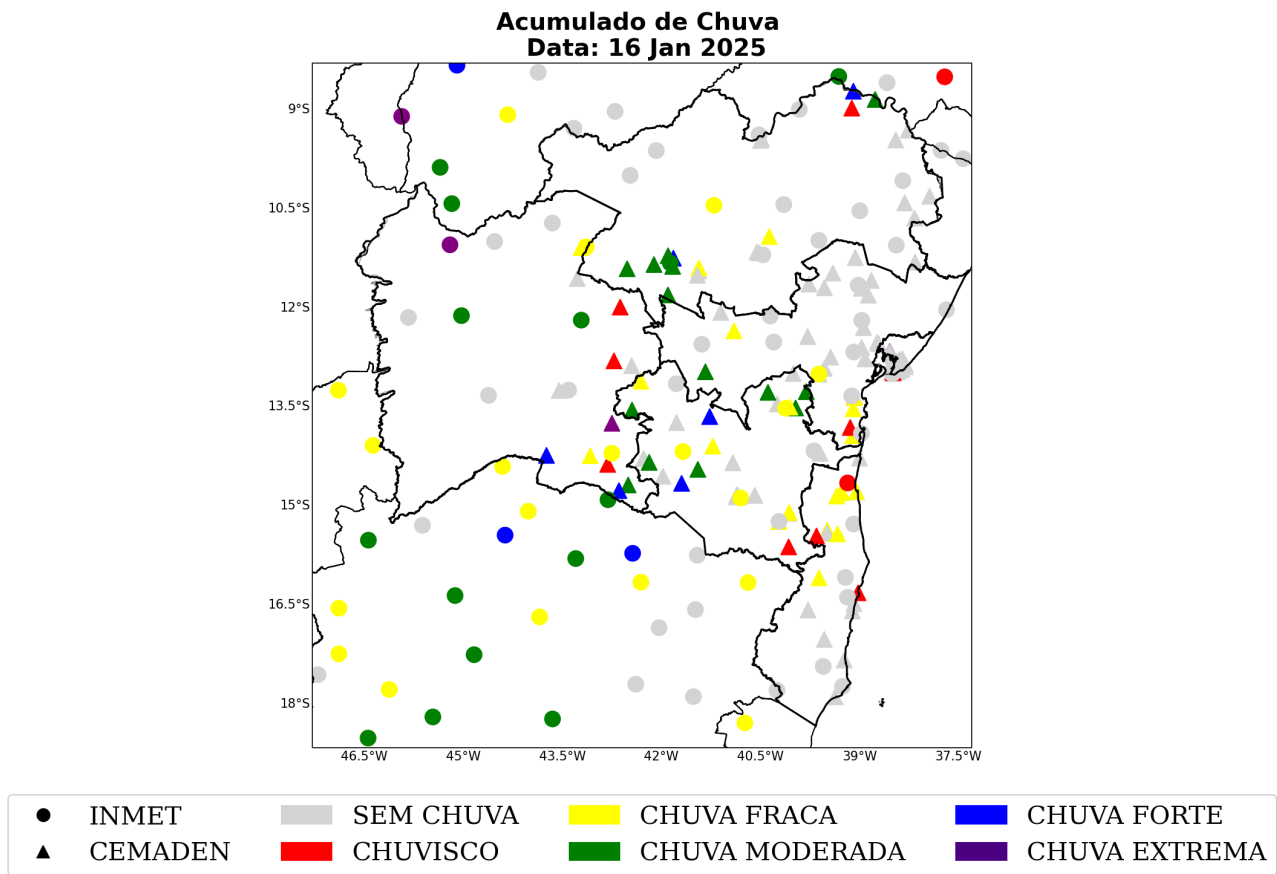 Acumulado de Chuva
Data: 16 Jan 2025
9°S
10.5°S
12°S
13.5°S
15°S
16.5°S
18°S
46.5°W 45°W 43.5°W 42°W 40.5°W 39°W 37.5°W
INMET SEM CHUVA CHUVA FRACA CHUVA FORTE
CEMADEN CHUVISCO CHUVA MODERADA CHUVA EXTREMA